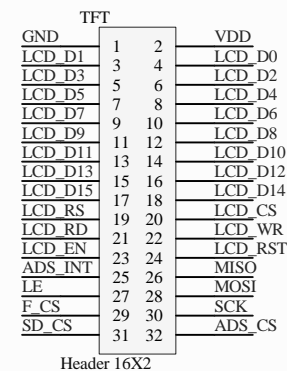 TFT
GND 1 2 VDD
LCD_D1 3 4 LCD_D0
LCD_D3 5 6 LCD_D2
LCD_D5 7 8 LCD_D4
LCD_D7 9 10 LCD_D6
LCD_D9 11 12 LCD_D8
LCD_D11 13 14 LCD_D10
LCD_D13 15 16 LCD_D12
LCD_D15 17 18 LCD_D14
LCD_RS 19 20 LCD_CS
LCD_RD 21 22 LCD_WR
LCD_EN 23 24 LCD_RST
ADS_INT 25 26 MISO
LE 27 28 MOSI
F_CS 29 30 SCK
SD_CS 31 32 ADS_CS
Header 16X2